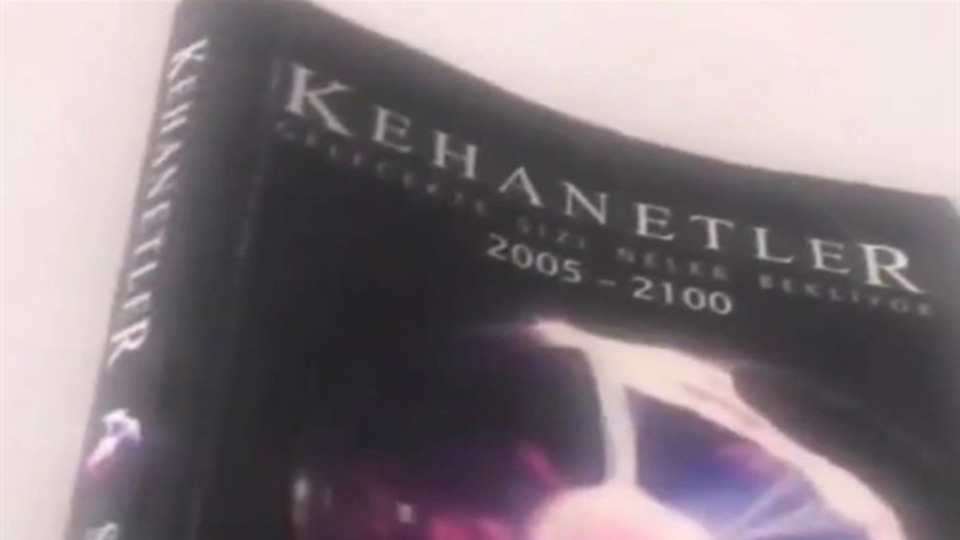 KEHANETLER
KEHANETLER
GELECEKTE SİZİ NELER BEKLİYOR
2005 – 2100